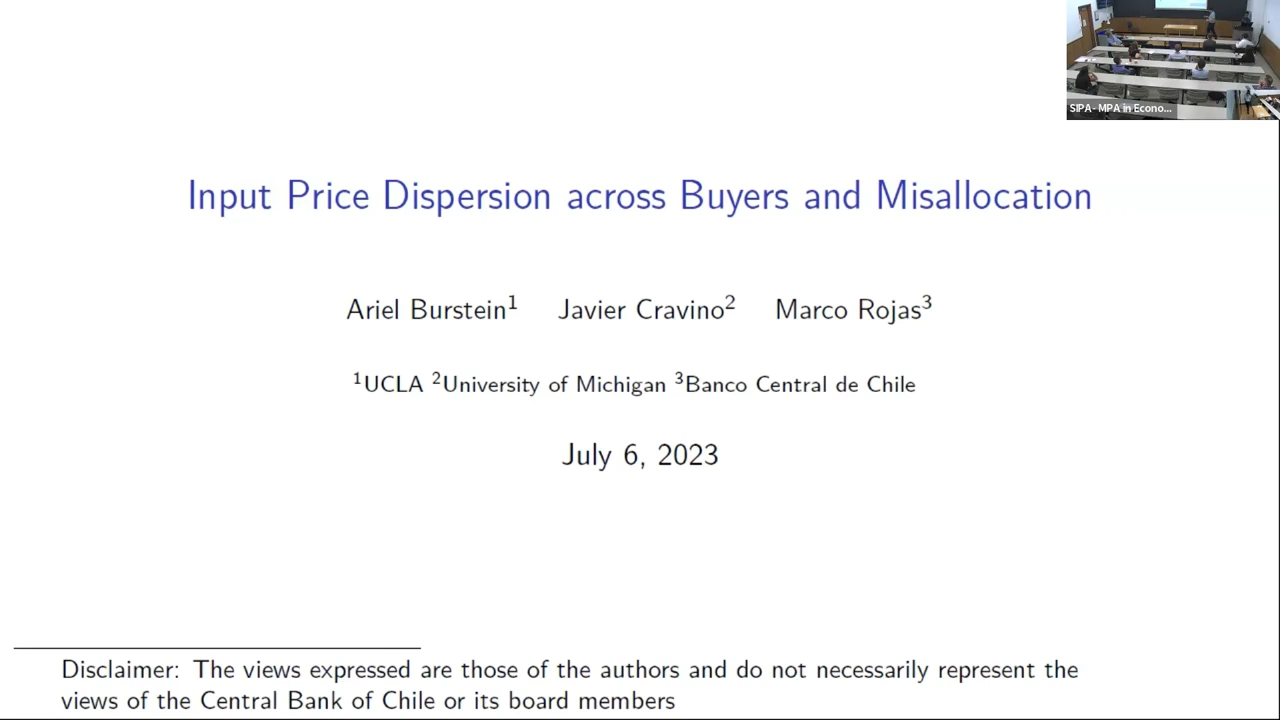 SIPA- MPA in Econo...
Input Price Dispersion across Buyers and Misallocation
Ariel Burstein¹ Javier Cravino² Marco Rojas³
¹UCLA ²University of Michigan ³Banco Central de Chile
July 6, 2023
Disclaimer: The views expressed are those of the authors and do not necessarily represent the
views of the Central Bank of Chile or its board members